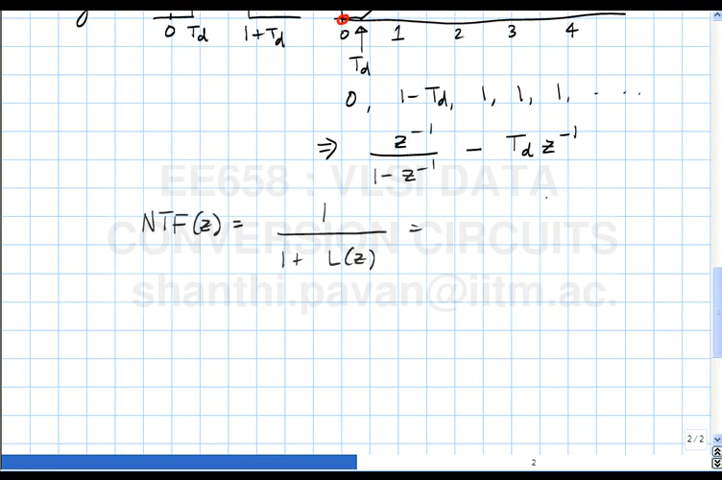 0 Td 1+Td 0 1 2 3 4
Td
0, 1-Td, 1, 1, 1, .....
⇒ z⁻¹ / 1-z⁻¹ - Td z⁻¹
EE658 : VLSI DATA
NTF(z) = 1 / 1+ L(z) =
CONVERSION CIRCUITS
shanthi.pavan@iitm.ac.
2/2
2